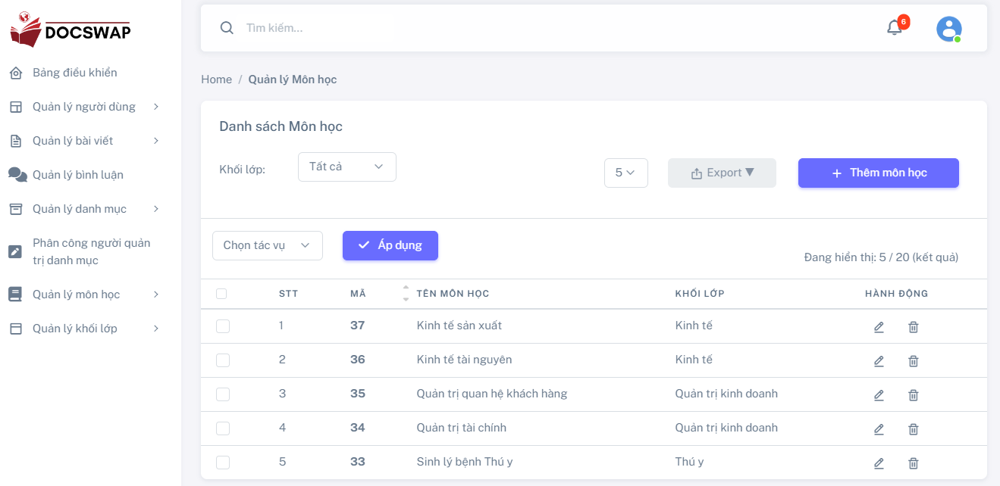 DOCSWAP
Bảng điều khiển
Quản lý người dùng
Quản lý bài viết
Quản lý bình luận
Quản lý danh mục
Phân công người quản
trị danh mục
Quản lý môn học
Quản lý khối lớp
Tìm kiếm...
6
Home / Quản lý Môn học
Danh sách Môn học
Khối lớp: Tất cả 5 Export ▼ + Thêm môn học
Chọn tác vụ Áp dụng
Đang hiển thị: 5 / 20 (kết quả)
STT MÃ TÊN MÔN HỌC KHỐI LỚP HÀNH ĐỘNG
1 37 Kinh tế sản xuất Kinh tế
2 36 Kinh tế tài nguyên Kinh tế
3 35 Quản trị quan hệ khách hàng Quản trị kinh doanh
4 34 Quản trị tài chính Quản trị kinh doanh
5 33 Sinh lý bệnh Thú y Thú y